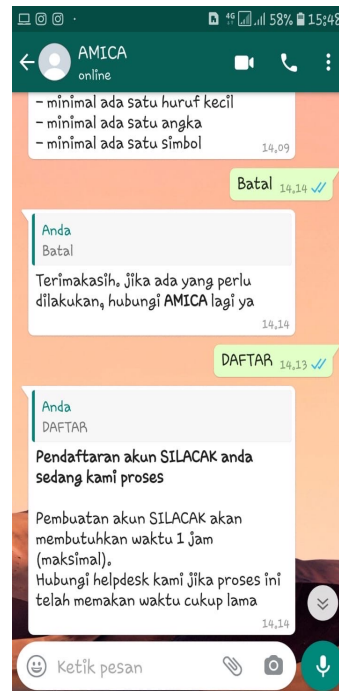 4G 58% 15:48
AMICA
online
- minimal ada satu huruf kecil
- minimal ada satu angka
- minimal ada satu simbol
14.09
Batal 14.14
Anda
Batal
Terimakasih, jika ada yang perlu
dilakukan, hubungi AMICA lagi ya
14.14
DAFTAR 14.13
Anda
DAFTAR
Pendaftaran akun SILACAK anda
sedang kami proses
Pembuatan akun SILACAK akan
membutuhkan waktu 1 jam
(maksimal).
Hubungi helpdesk kami jika proses ini
telah memakan waktu cukup lama
14.14
Ketik pesan